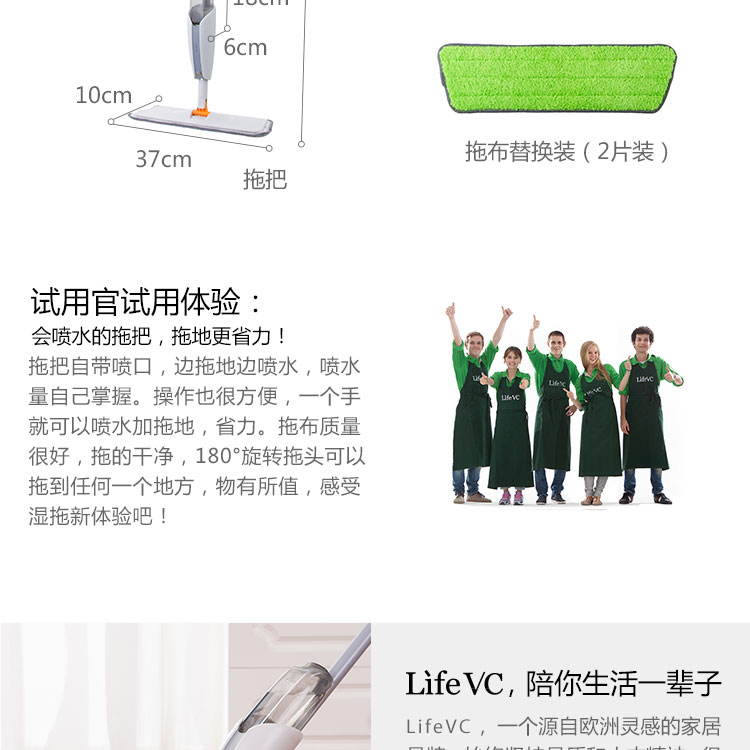 18cm
6cm
10cm
37cm
拖把
拖布替换装（2片装）
试用官试用体验：
会喷水的拖把，拖地更省力！
拖把自带喷口，边拖地边喷水，喷水
量自己掌握。操作也很方便，一个手
就可以喷水加拖地，省力。拖布质量
很好，拖的干净，180°旋转拖头可以
拖到任何一个地方，物有所值，感受
湿拖新体验吧！
LifeVC
LifeVC
LifeVC
LifeVC，陪你生活一辈子
LifeVC，一个源自欧洲灵感的家居